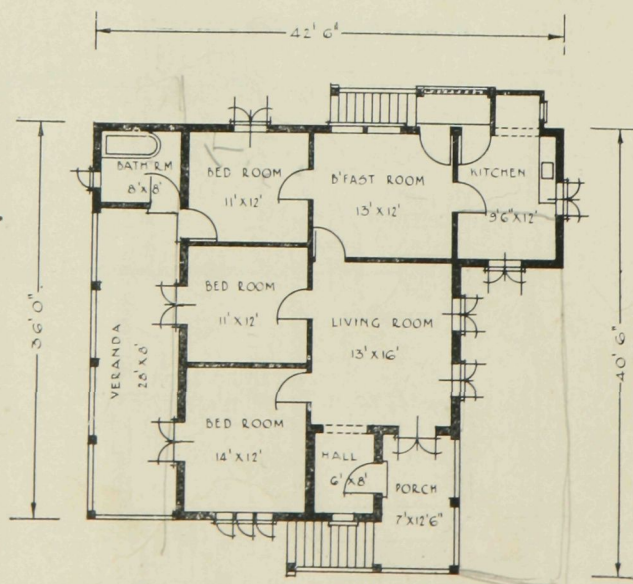 42' 6"
BATH RM
8' x 8'
BED ROOM
11' x 12'
B'FAST ROOM
13' x 12'
KITCHEN
9' 6" x 12'
36' 0"
BED ROOM
11' x 12'
LIVING ROOM
13' x 16'
VERANDA
28' x 8'
40' 6"
BED ROOM
14' x 12'
HALL
6' x 8'
PORCH
7' x 12' 6"